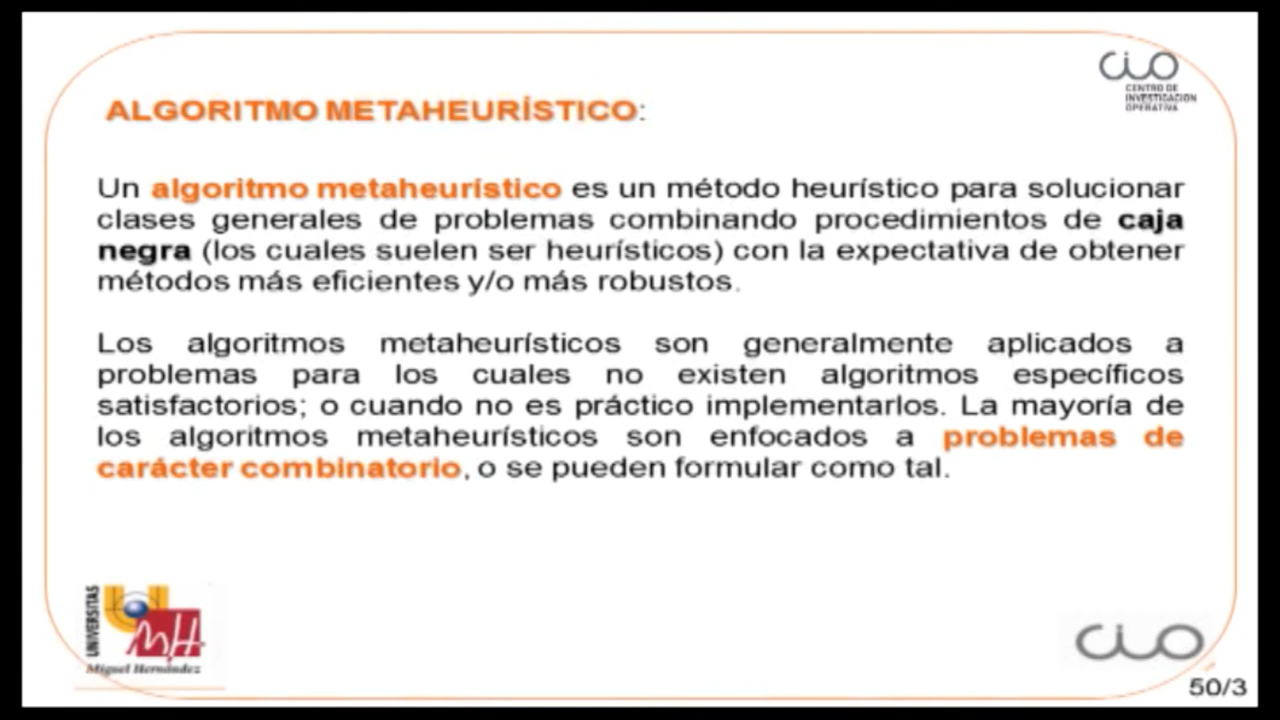 CIO
CENTRO DE
INVESTIGACIÓN
OPERATIVA
ALGORITMO METAHEURÍSTICO:
Un algoritmo metaheurístico es un método heurístico para solucionar
clases generales de problemas combinando procedimientos de caja
negra (los cuales suelen ser heurísticos) con la expectativa de obtener
métodos más eficientes y/o más robustos.
Los algoritmos metaheurísticos son generalmente aplicados a
problemas para los cuales no existen algoritmos específicos
satisfactorios; o cuando no es práctico implementarlos. La mayoría de
los algoritmos metaheurísticos son enfocados a problemas de
carácter combinatorio, o se pueden formular como tal.
UNIVERSITAS
MH
Miguel Hernández
CIO
50/3